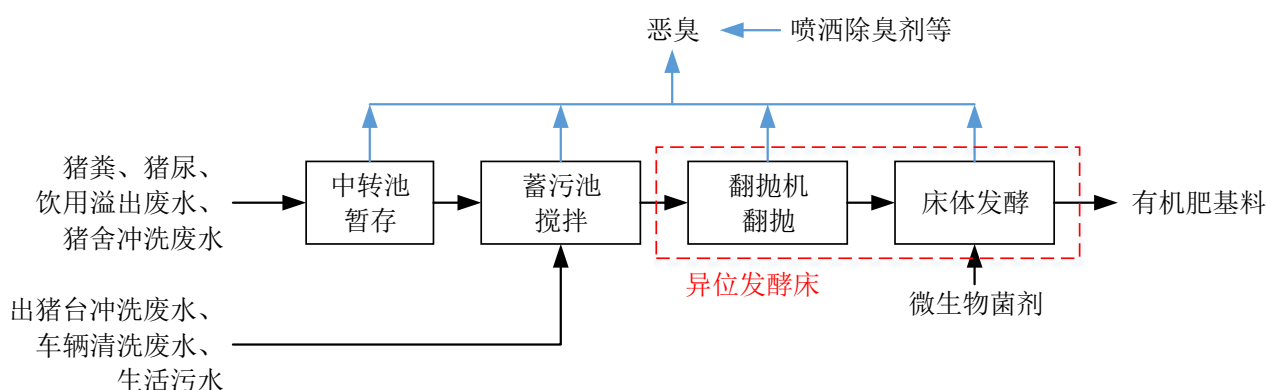 恶臭
喷洒除臭剂等
猪粪、猪尿、
饮用溢出废水、
猪舍冲洗废水
中转池
暂存
蓄污池
搅拌
翻抛机
翻抛
床体发酵
有机肥基料
异位发酵床
微生物菌剂
出猪台冲洗废水、
车辆清洗废水、
生活污水